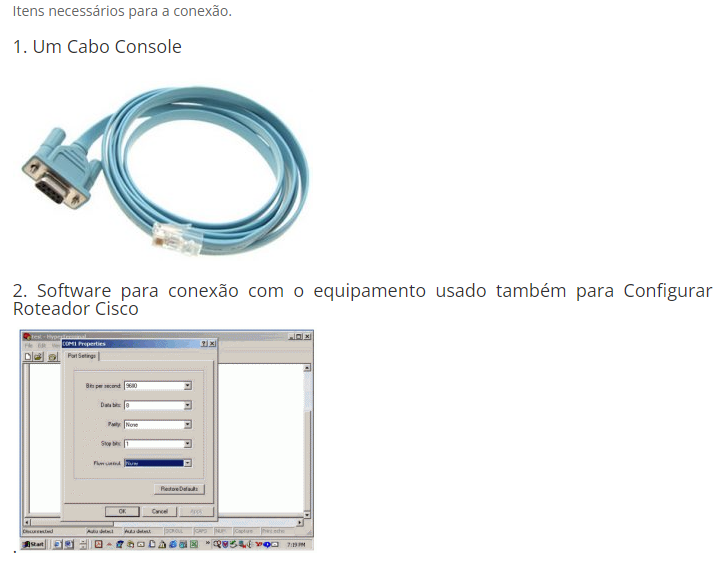 Itens necessários para a conexão.
1. Um Cabo Console
2. Software para conexão com o equipamento usado também para Configurar
Roteador Cisco
COM1 Properties
Port Settings
Bits per second: 9600
Data bits: 8
Parity: None
Stop bits: 1
Flow control: None
Restore Defaults
OK Cancel
Disconnected Auto detect Auto detect
Start 7:19 PM